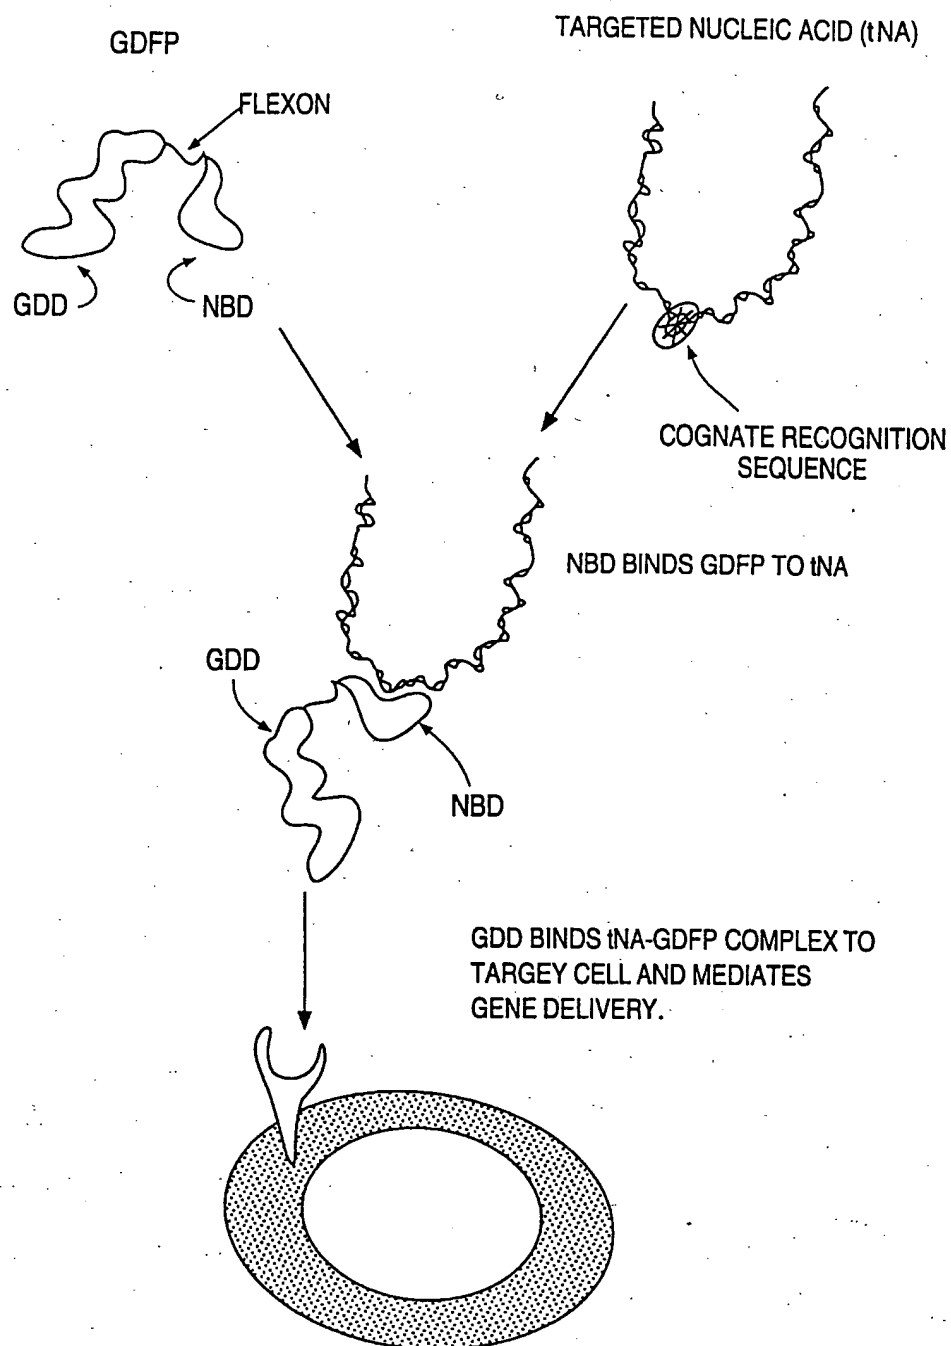 GDFP
TARGETED NUCLEIC ACID (tNA)
FLEXON
GDD
NBD
COGNATE RECOGNITION
SEQUENCE
NBD BINDS GDFP TO tNA
GDD
NBD
GDD BINDS tNA-GDFP COMPLEX TO
TARGEY CELL AND MEDIATES
GENE DELIVERY.